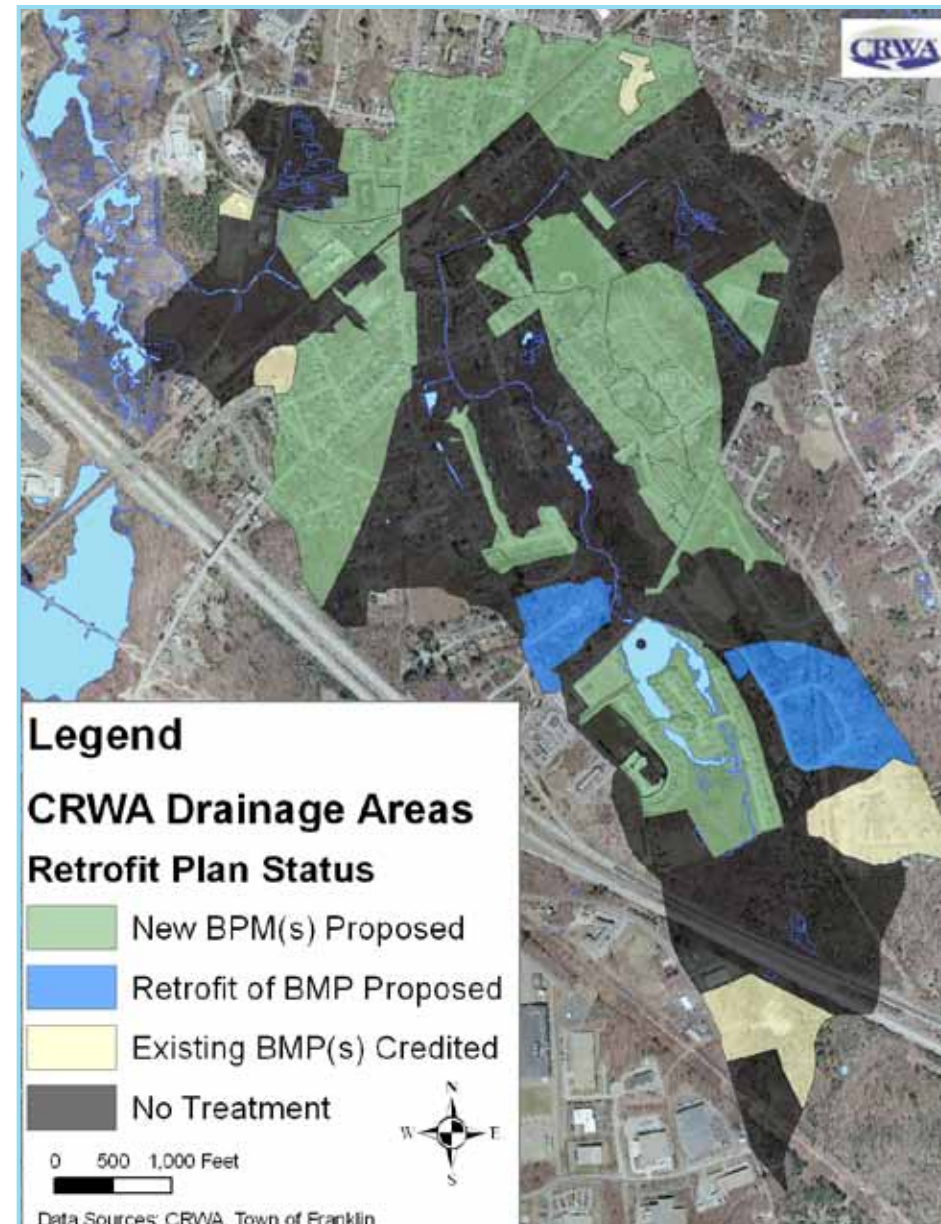 CRWA
Legend
CRWA Drainage Areas
Retrofit Plan Status
New BPM(s) Proposed
Retrofit of BMP Proposed
Existing BMP(s) Credited
No Treatment
N
W E
S
0 500 1,000 Feet
Data Sources: CRWA, Town of Franklin